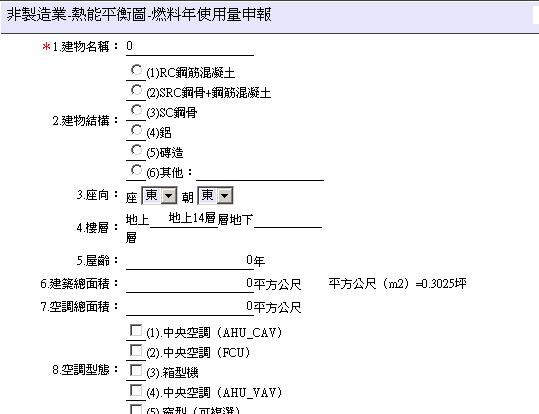 非製造業-熱能平衡圖-燃料年使用量申報
*1.建物名稱： 0
2.建物結構：
(1)RC鋼筋混凝土
(2)SRC鋼骨+鋼筋混凝土
(3)SC鋼骨
(4)鋁
(5)磚造
(6)其他：
3.座向： 座 東 朝 東
4.樓層： 地上 地上14層 層地下
層
5.屋齡： 0年
6.建築總面積： 0平方公尺 平方公尺（m2）=0.3025坪
7.空調總面積： 0平方公尺
8.空調型態：
(1).中央空調（AHU_CAV）
(2).中央空調（FCU）
(3).箱型機
(4).中央空調（AHU_VAV）
(5).窗型（可複選）